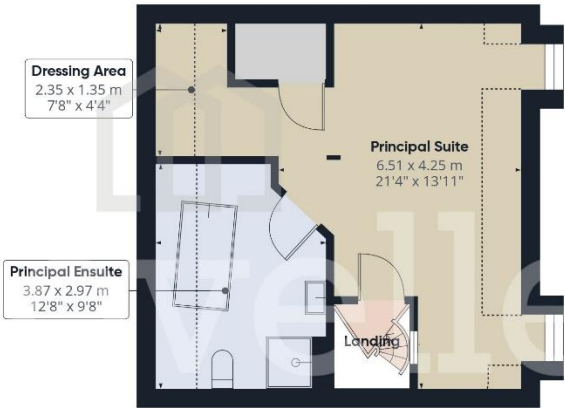 Dressing Area
2.35 x 1.35 m
7'8" x 4'4"
Principal Suite
6.51 x 4.25 m
21'4" x 13'11"
Principal Ensuite
3.87 x 2.97 m
12'8" x 9'8"
Landing
velle